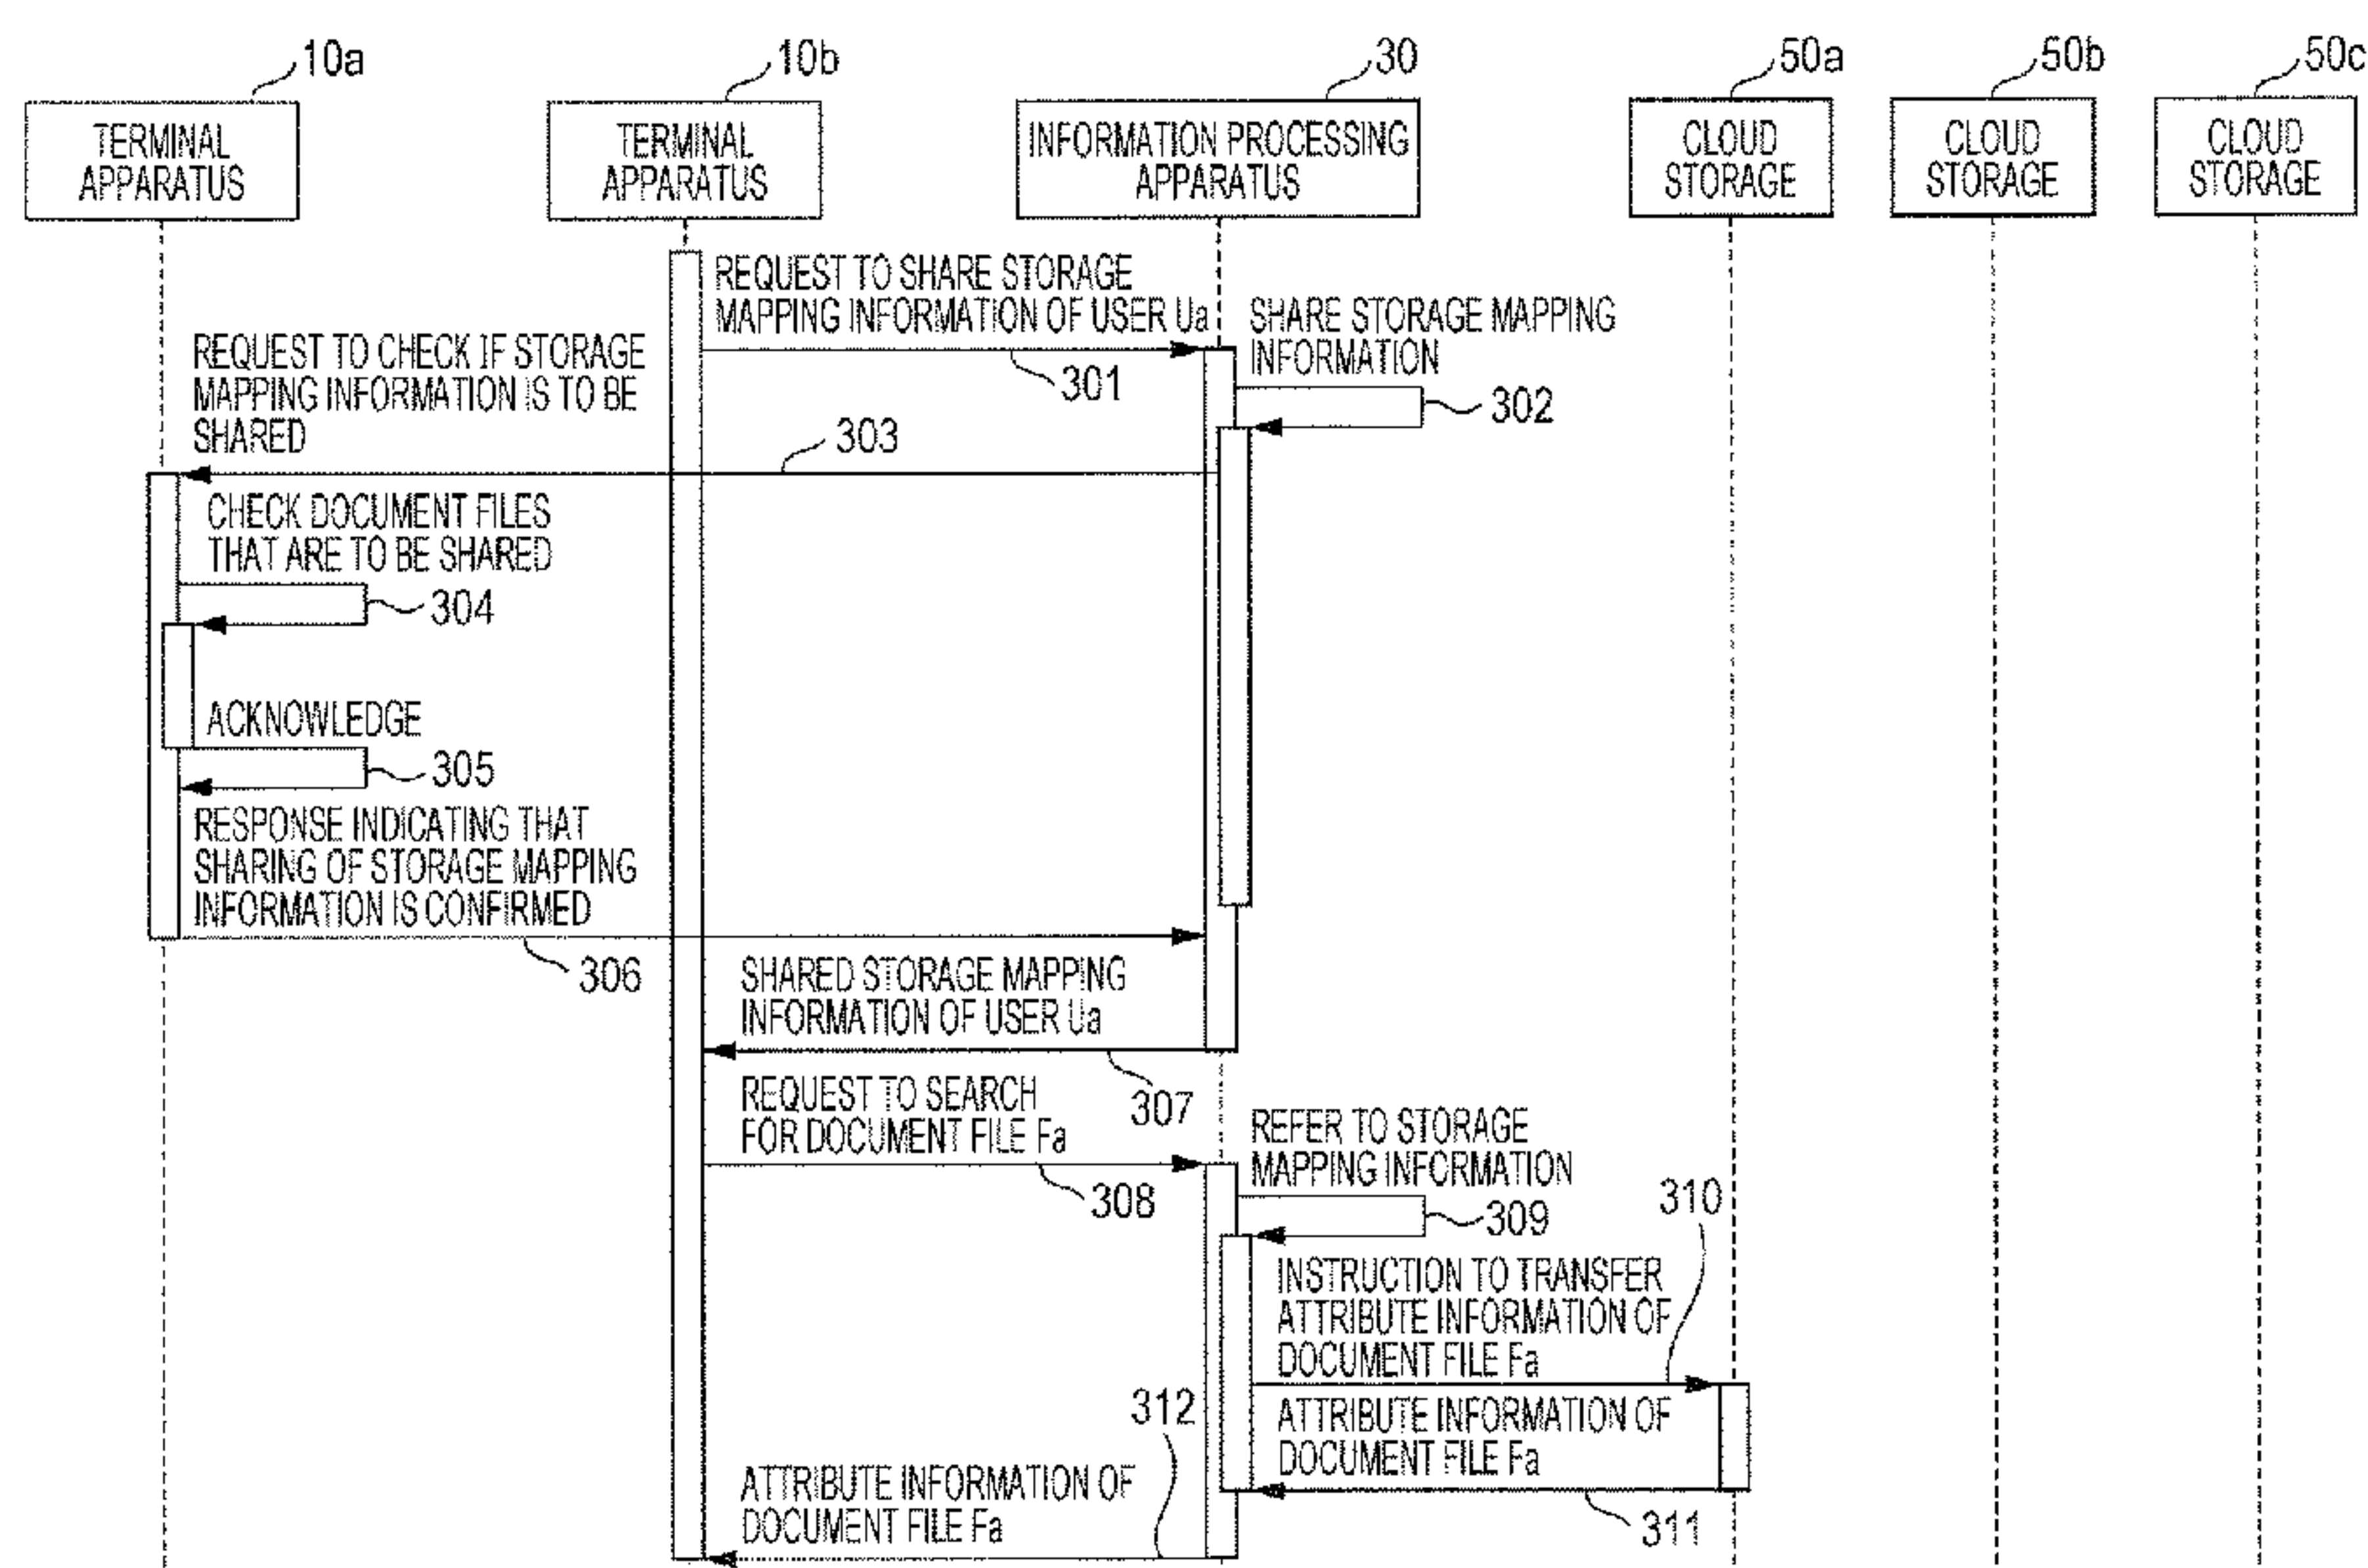 10a
10b
30
50a
50b
50c
TERMINAL
APPARATUS
TERMINAL
APPARATUS
INFORMATION PROCESSING
APPARATUS
CLOUD
STORAGE
CLOUD
STORAGE
CLOUD
STORAGE
REQUEST TO SHARE STORAGE
MAPPING INFORMATION OF USER Ua
301
SHARE STORAGE MAPPING
INFORMATION
302
REQUEST TO CHECK IF STORAGE
MAPPING INFORMATION IS TO BE
SHARED
303
CHECK DOCUMENT FILES
THAT ARE TO BE SHARED
304
ACKNOWLEDGE
305
RESPONSE INDICATING THAT
SHARING OF STORAGE MAPPING
INFORMATION IS CONFIRMED
306
SHARED STORAGE MAPPING
INFORMATION OF USER Ua
307
REQUEST TO SEARCH
FOR DOCUMENT FILE Fa
308
REFER TO STORAGE
MAPPING INFORMATION
309
310
INSTRUCTION TO TRANSFER
ATTRIBUTE INFORMATION OF
DOCUMENT FILE Fa
ATTRIBUTE INFORMATION OF
DOCUMENT FILE Fa
311
312
ATTRIBUTE INFORMATION OF
DOCUMENT FILE Fa